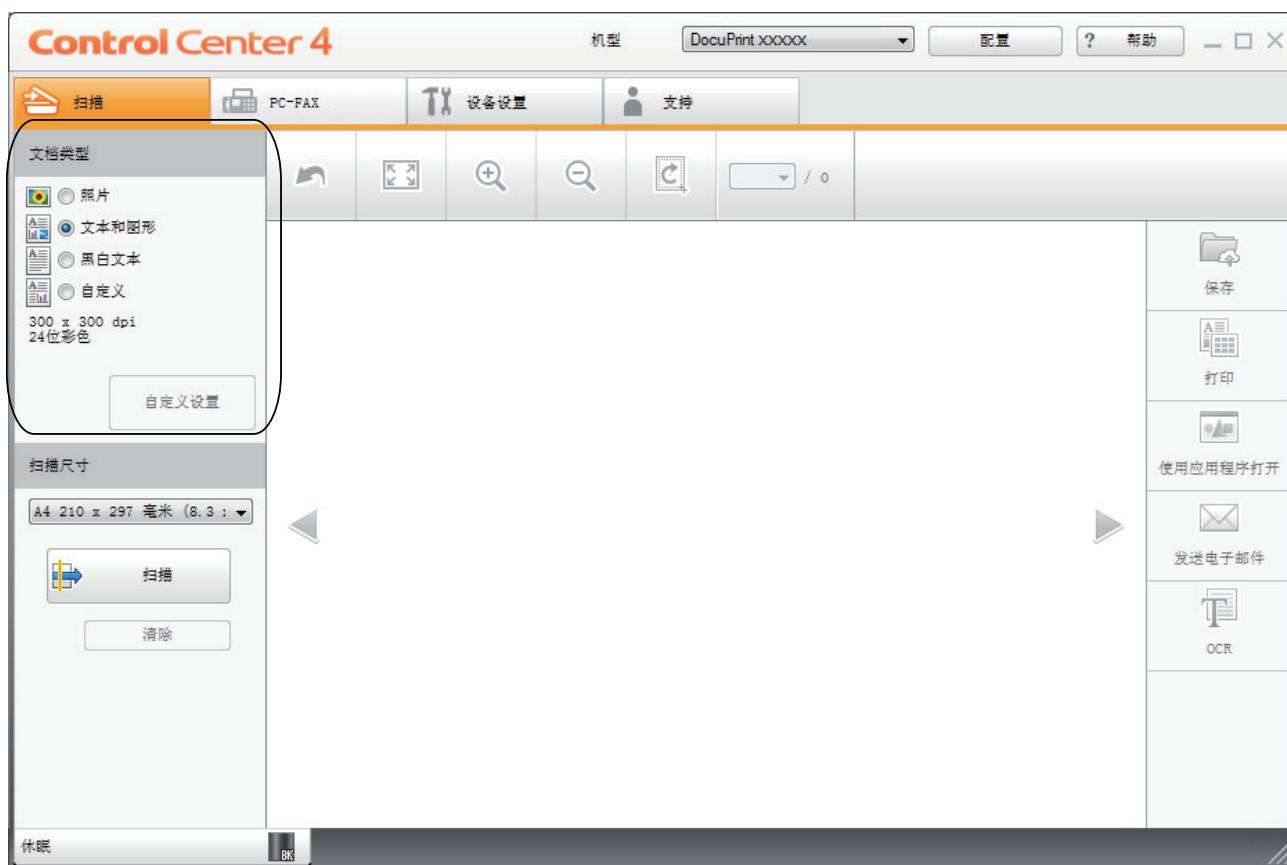 Control Center 4
机型
DocuPrint XXXXX
配置
? 帮助
扫描
PC-FAX
设备设置
支持
文档类型
照片
文本和图形
黑白文本
自定义
300 x 300 dpi
24位彩色
自定义设置
/ 0
扫描尺寸
A4 210 x 297 毫米 (8.3 :
扫描
清除
保存
打印
使用应用程序打开
发送电子邮件
OCR
休眠
BK